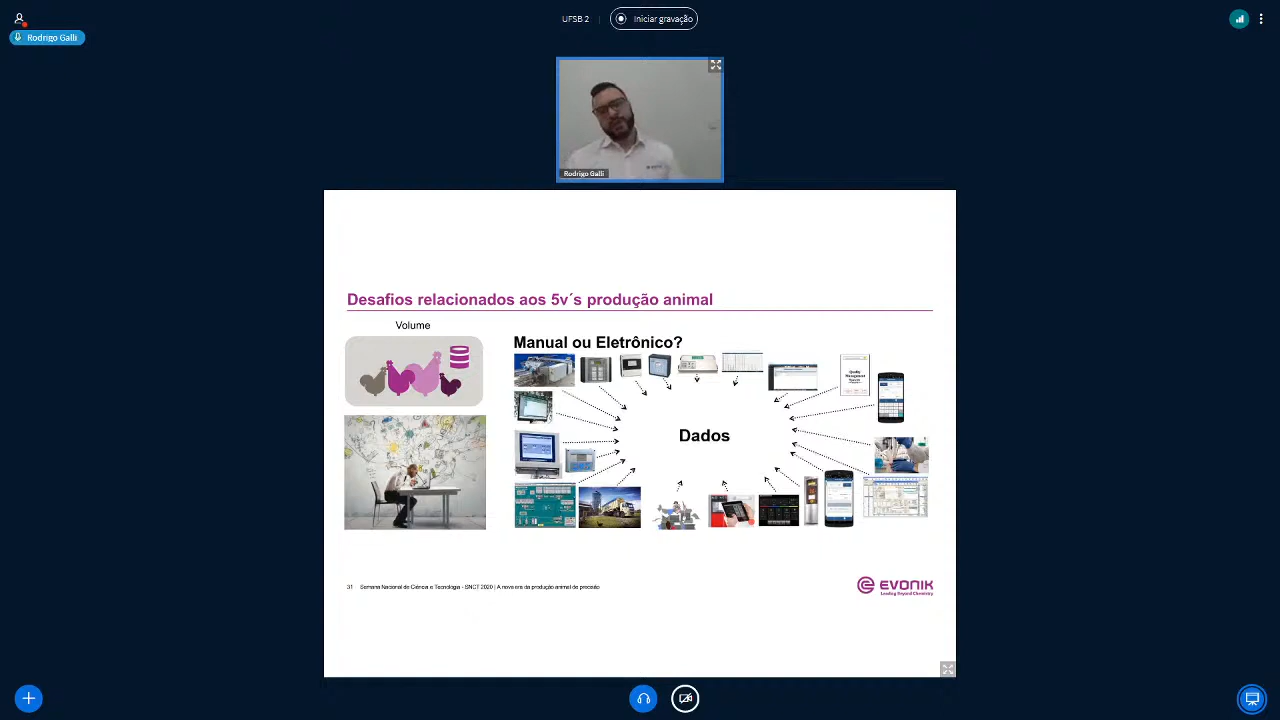 UFSB 2
Iniciar gravação
Rodrigo Galli
Rodrigo Galli
Desafios relacionados aos 5v´s produção animal
Volume
Manual ou Eletrônico?
Quality
Management
Dados
31 Semana Nacional de Ciência e Tecnologia - SNCT 2020 | A nova era da produção animal de precisão
EVONIK
Leading Beyond Chemistry